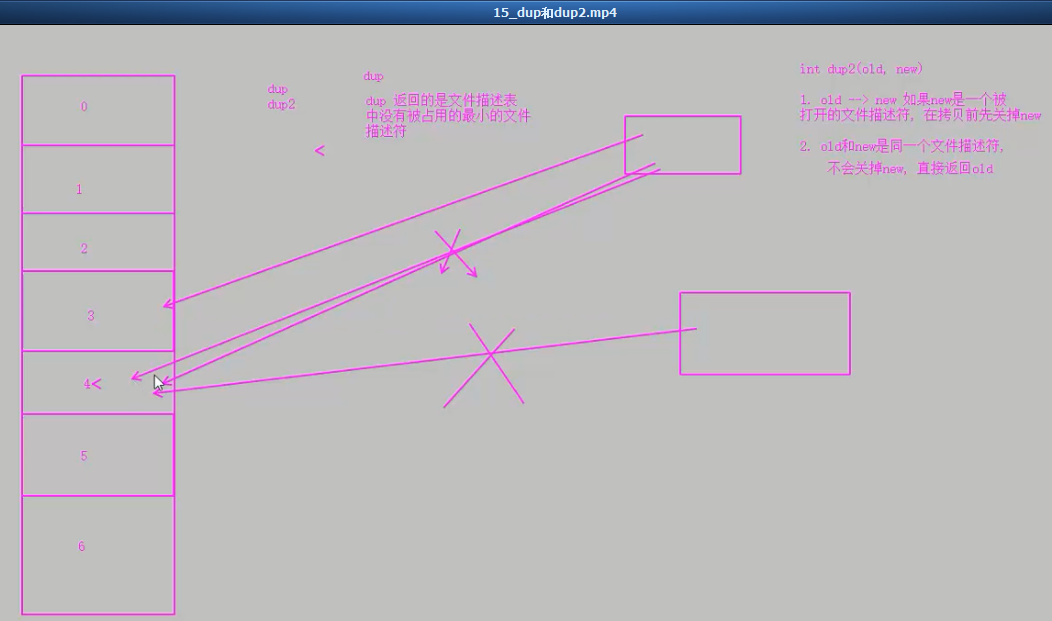 15_dup和dup2.mp4
0
1
2
3
4<
5
6
dup
dup2
<
dup
dup 返回的是文件描述表
中没有被占用的最小的文件
描述符
int dup2(old, new)
1. old --> new 如果new是一个被
打开的文件描述符, 在拷贝前先关掉new
2. old和new是同一个文件描述符,
不会关掉new, 直接返回old